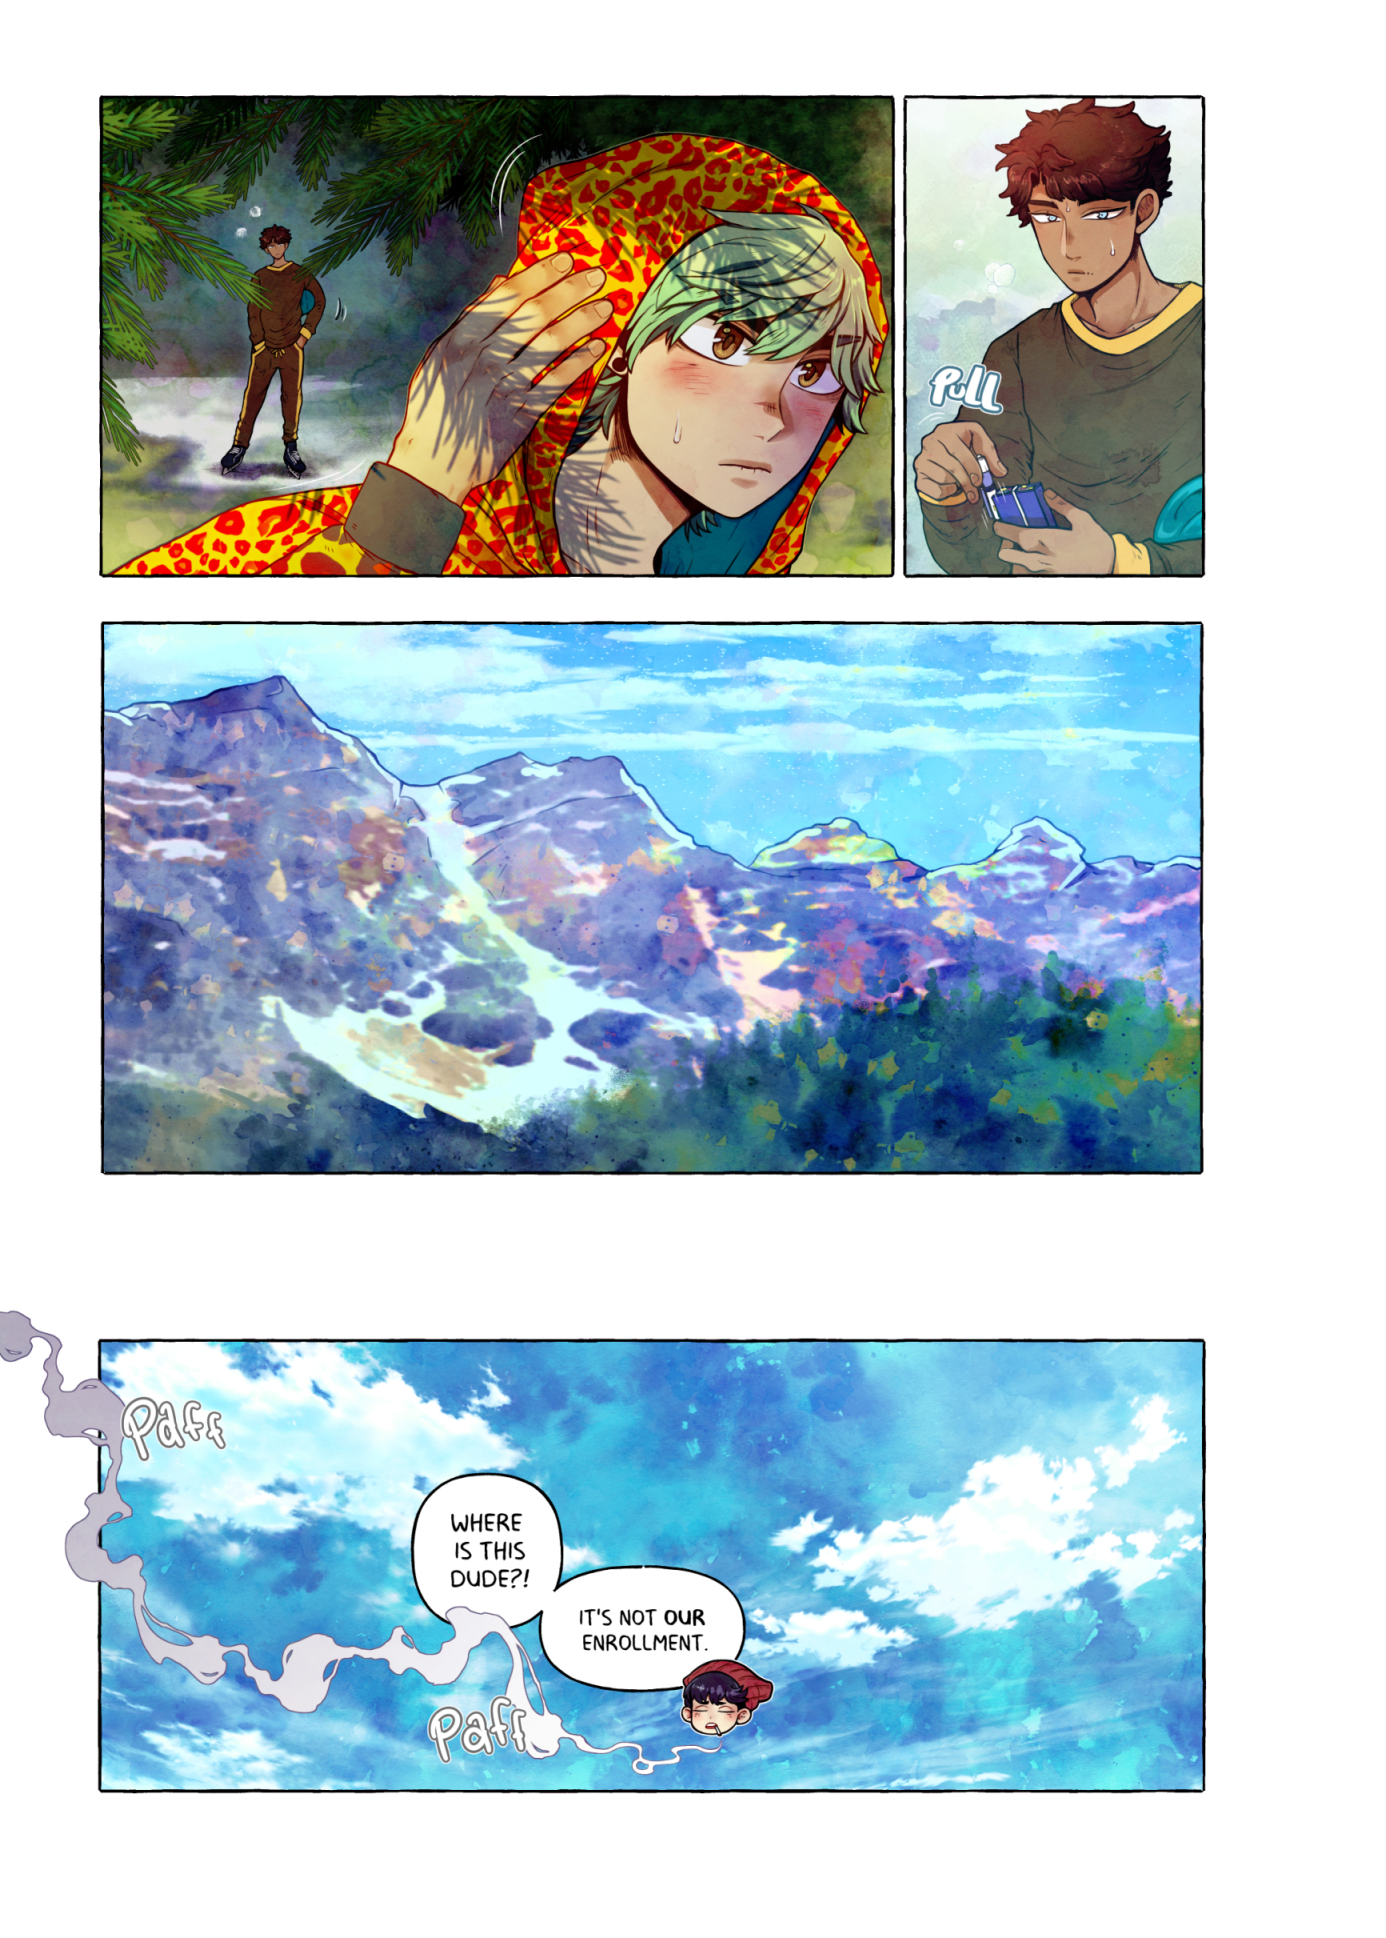 Pull
Paff
WHERE
IS THIS
DUDE?!
IT'S NOT OUR
ENROLLMENT.
Paff